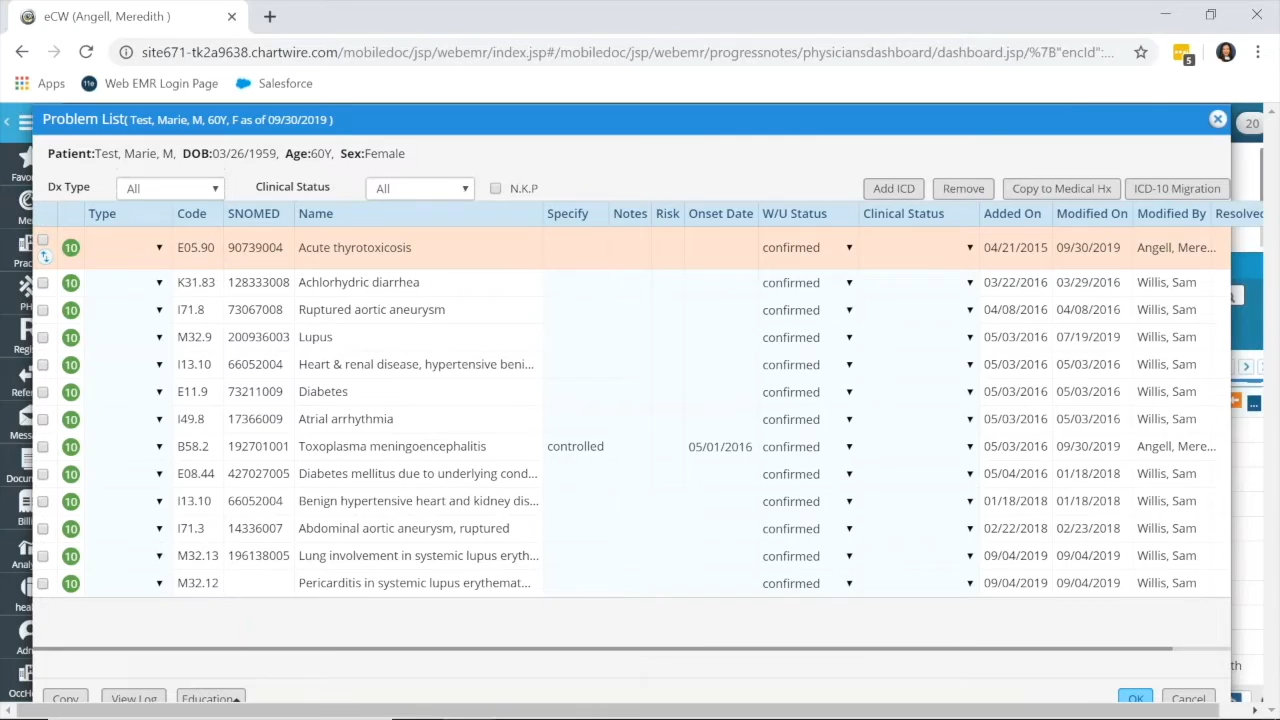 eCW (Angell, Meredith )
site671-tk2a9638.chartwire.com/mobiledoc/jsp/webemr/index.jsp#/mobiledoc/jsp/webemr/progressnotes/physiciansdashboard/dashboard.jsp/%7B"encId":...
5
Apps 11e Web EMR Login Page Salesforce
Problem List( Test, Marie, M, 60Y, F as of 09/30/2019 )
20
Patient:Test, Marie, M, DOB:03/26/1959, Age:60Y, Sex:Female
Dx Type All Clinical Status All N.K.P Add ICD Remove Copy to Medical Hx ICD-10 Migration
Type Code SNOMED Name Specify Notes Risk Onset Date W/U Status Clinical Status Added On Modified On Modified By Resolved
10 E05.90 90739004 Acute thyrotoxicosis confirmed 04/21/2015 09/30/2019 Angell, Mere...
10 K31.83 128333008 Achlorhydric diarrhea confirmed 03/22/2016 03/29/2016 Willis, Sam
10 I71.8 73067008 Ruptured aortic aneurysm confirmed 04/08/2016 04/08/2016 Willis, Sam
10 M32.9 200936003 Lupus confirmed 05/03/2016 07/19/2019 Willis, Sam
10 I13.10 66052004 Heart & renal disease, hypertensive beni... confirmed 05/03/2016 05/03/2016 Willis, Sam
10 E11.9 73211009 Diabetes confirmed 05/03/2016 05/03/2016 Willis, Sam
10 I49.8 17366009 Atrial arrhythmia confirmed 05/03/2016 05/03/2016 Willis, Sam
10 B58.2 192701001 Toxoplasma meningoencephalitis controlled 05/01/2016 confirmed 05/03/2016 09/30/2019 Angell, Mere...
10 E08.44 427027005 Diabetes mellitus due to underlying cond... confirmed 05/04/2016 01/18/2018 Willis, Sam
10 I13.10 66052004 Benign hypertensive heart and kidney dis... confirmed 01/18/2018 01/18/2018 Willis, Sam
10 I71.3 14336007 Abdominal aortic aneurysm, ruptured confirmed 02/22/2018 02/23/2018 Willis, Sam
10 M32.13 196138005 Lung involvement in systemic lupus eryth... confirmed 09/04/2019 09/04/2019 Willis, Sam
10 M32.12 Pericarditis in systemic lupus erythemat... confirmed 09/04/2019 09/04/2019 Willis, Sam
Copy View Log Education OK Cancel